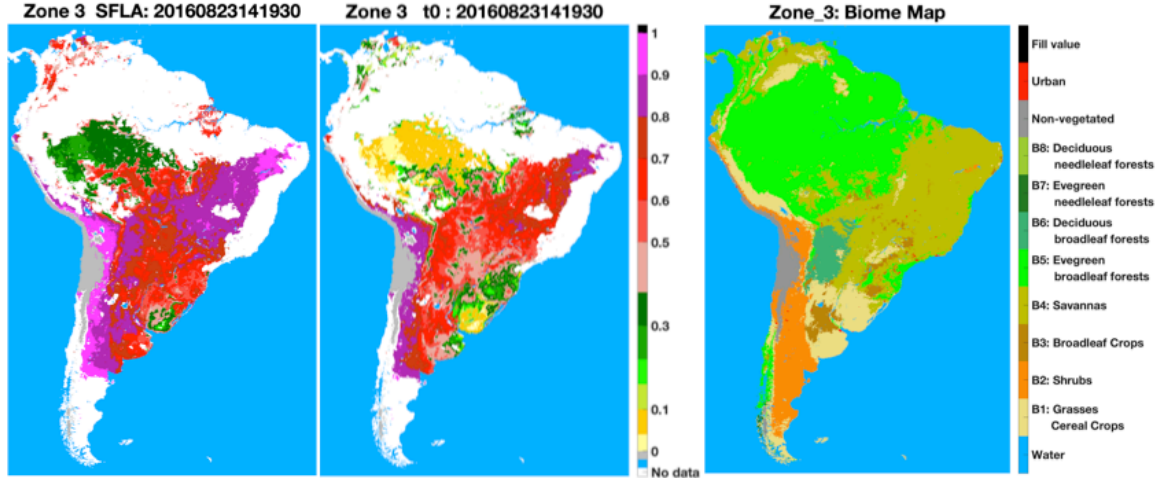 Zone 3 SFLA: 20160823141930
Zone 3 t0 : 20160823141930
Zone_3: Biome Map
1
0.9
0.8
0.7
0.6
0.5
0.3
0.1
0
No data
Fill value
Urban
Non-vegetated
B8: Deciduous
needleleaf forests
B7: Evegreen
needleleaf forests
B6: Deciduous
broadleaf forests
B5: Evegreen
broadleaf forests
B4: Savannas
B3: Broadleaf Crops
B2: Shrubs
B1: Grasses
Cereal Crops
Water